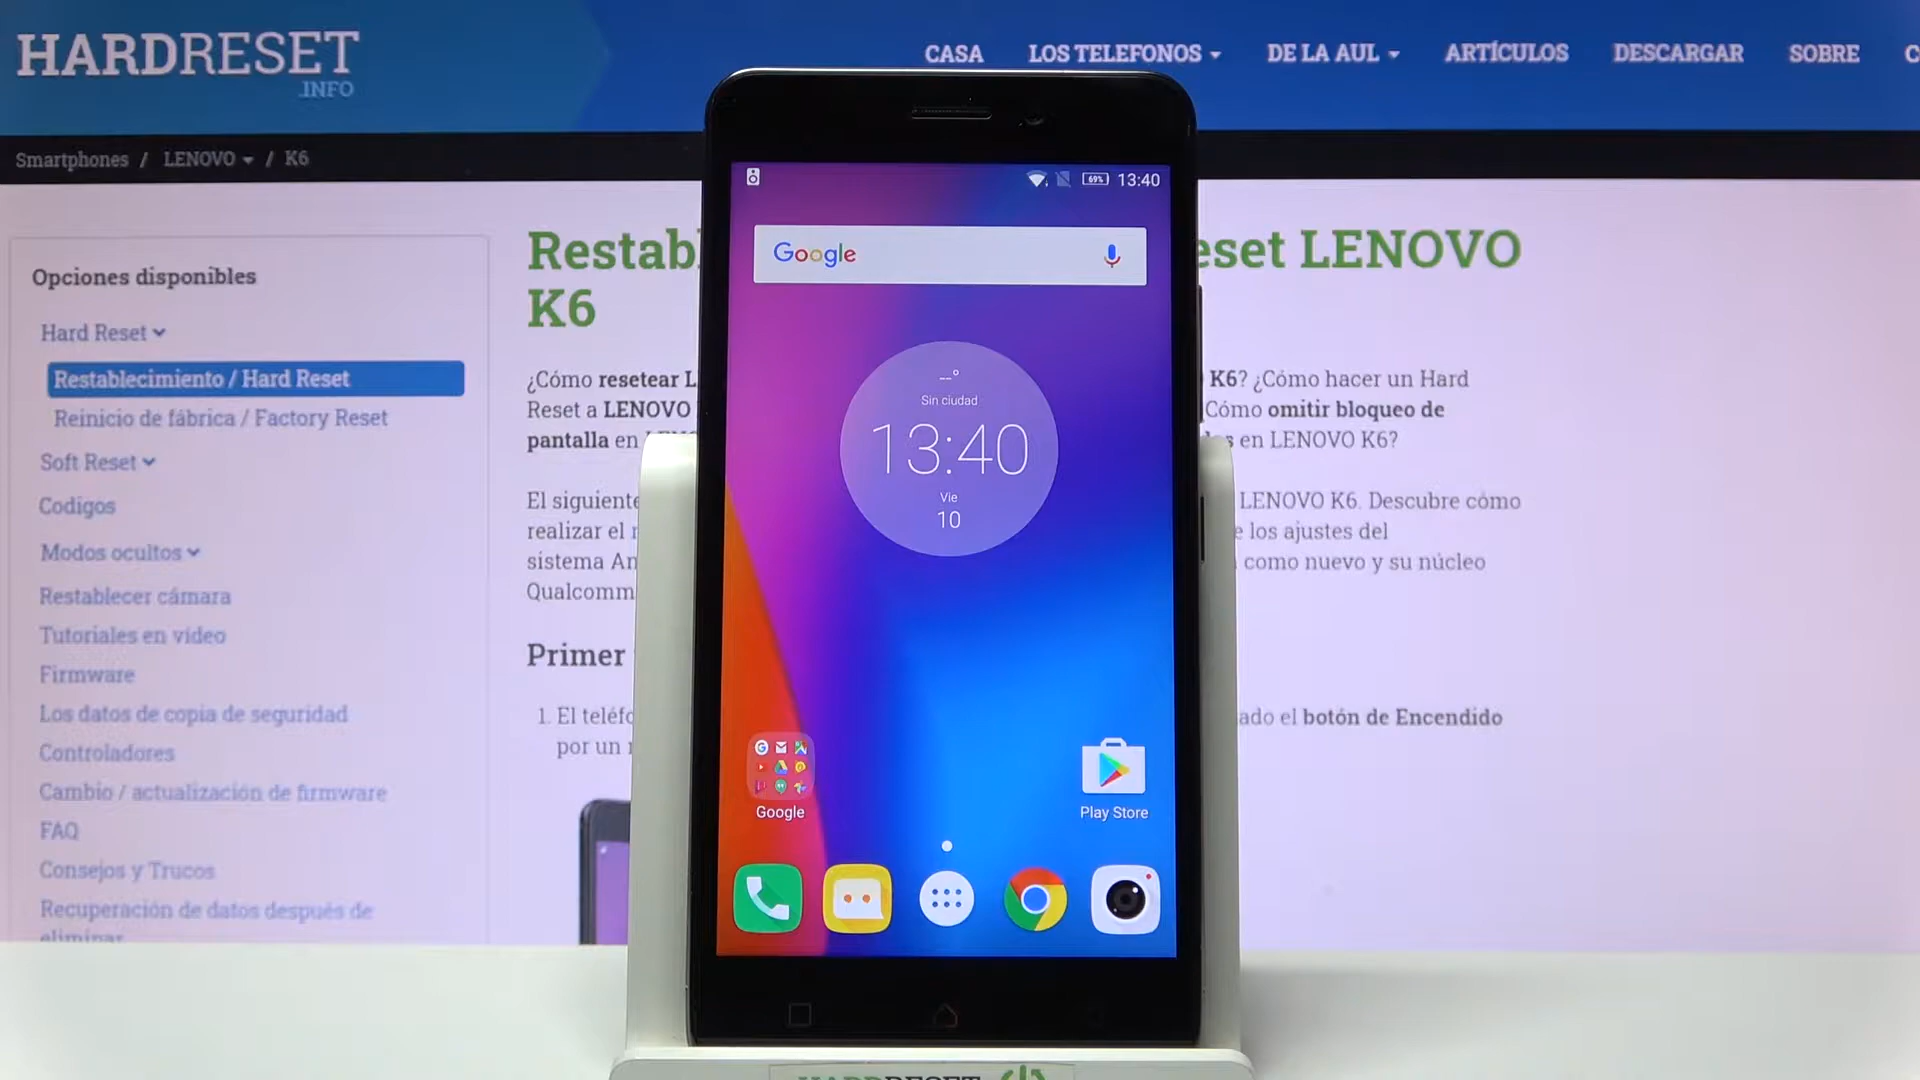 HARDRESET
.INFO
CASA
LOS TELEFONOS
DE LA AUL
ARTÍCULOS
DESCARGAR
SOBRE
C
Smartphones / LENOVO / K6
Opciones disponibles
Hard Reset
Restablecimiento / Hard Reset
Reinicio de fábrica / Factory Reset
Soft Reset
Codigos
Modos ocultos
Restablecer cámara
Tutoriales en vídeo
Firmware
Los datos de copia de seguridad
Controladores
Cambio / actualización de firmware
FAQ
Consejos y Trucos
Recuperación de datos después de
eliminar
Restab eset LENOVO
K6
¿Cómo resetear L K6? ¿Cómo hacer un Hard
Reset a LENOVO Cómo omitir bloqueo de
pantalla en en LENOVO K6?
El siguiente LENOVO K6. Descubre cómo
realizar el e los ajustes del
sistema An como nuevo y su núcleo
Qualcomm
Primer
1. El teléfo ado el botón de Encendido
por un
69% 13:40
Google
--°
Sin ciudad
13:40
Vie
10
Google
Play Store
HARDRESET